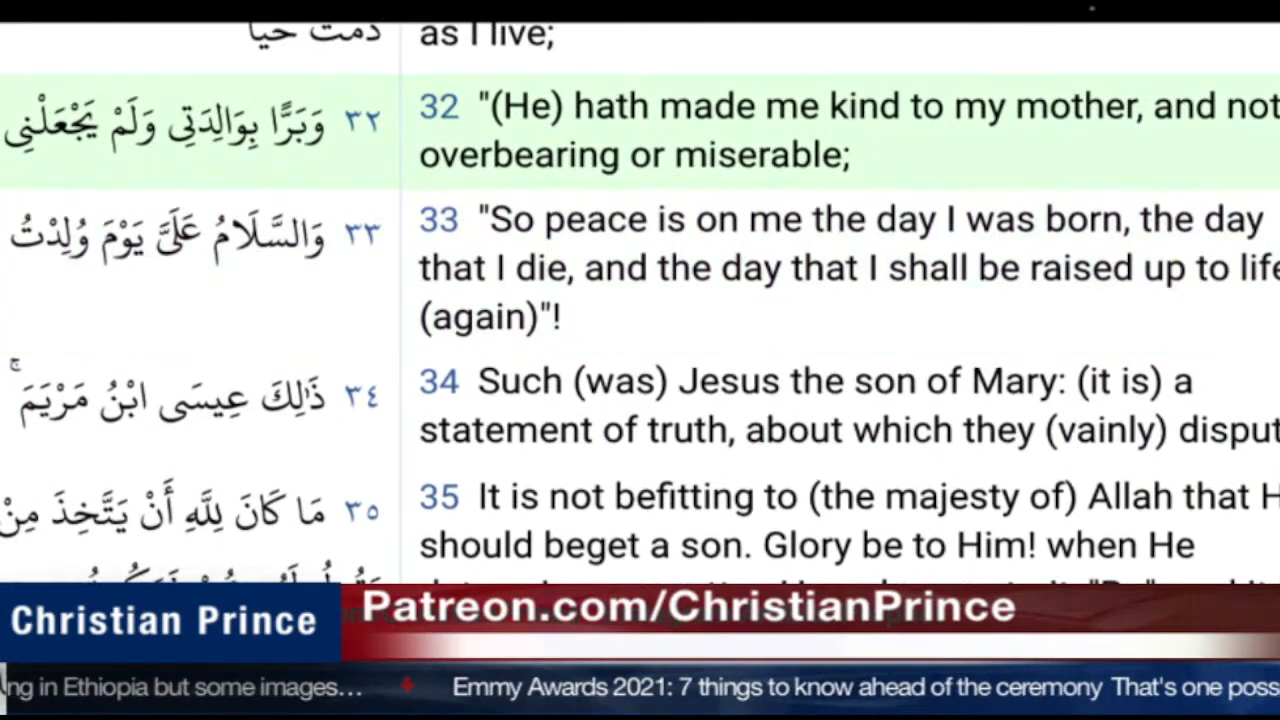 دمت حيا
as I live;
٣٢ وَبَرًّا بِوَالِدَتِى وَلَمْ يَجْعَلْنِى
32 "(He) hath made me kind to my mother, and not
overbearing or miserable;
٣٣ وَالسَّلَامُ عَلَىَّ يَوْمَ وُلِدْتُ
33 "So peace is on me the day I was born, the day
that I die, and the day that I shall be raised up to life
(again)"!
٣٤ ذَٰلِكَ عِيسَى ابْنُ مَرْيَمَ ۚ
34 Such (was) Jesus the son of Mary: (it is) a
statement of truth, about which they (vainly) disput
٣٥ مَا كَانَ لِلَّهِ أَنْ يَتَّخِذَ مِنْ
35 It is not befitting to (the majesty of) Allah that H
should beget a son. Glory be to Him! when He
Christian Prince
Patreon.com/ChristianPrince
ng in Ethiopia but some images... Emmy Awards 2021: 7 things to know ahead of the ceremony That's one poss